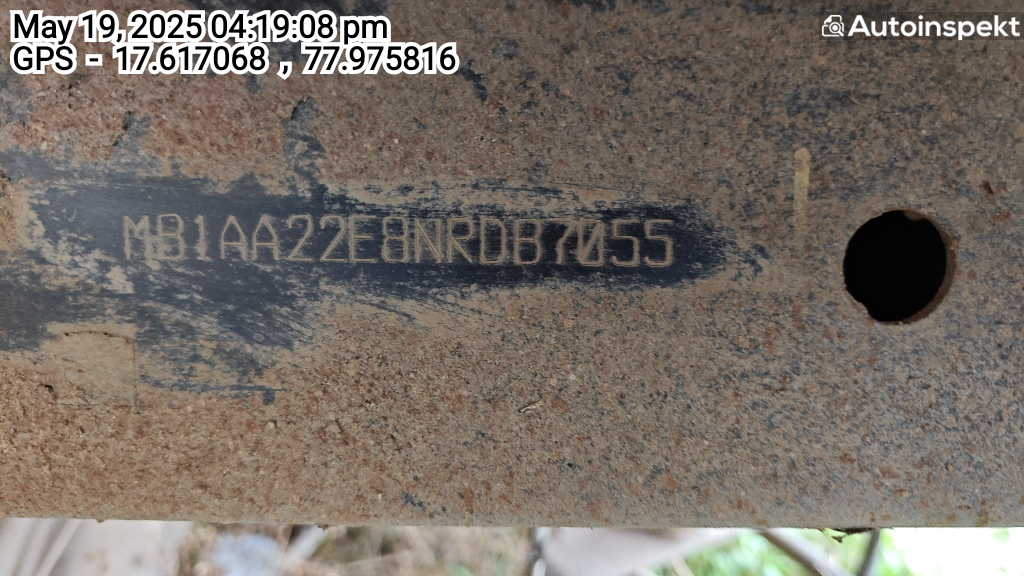 May 19, 2025 04:19:08 pm
GPS - 17.617068 , 77.975816
Autoinspekt
MB1AA22E8NRDB7055